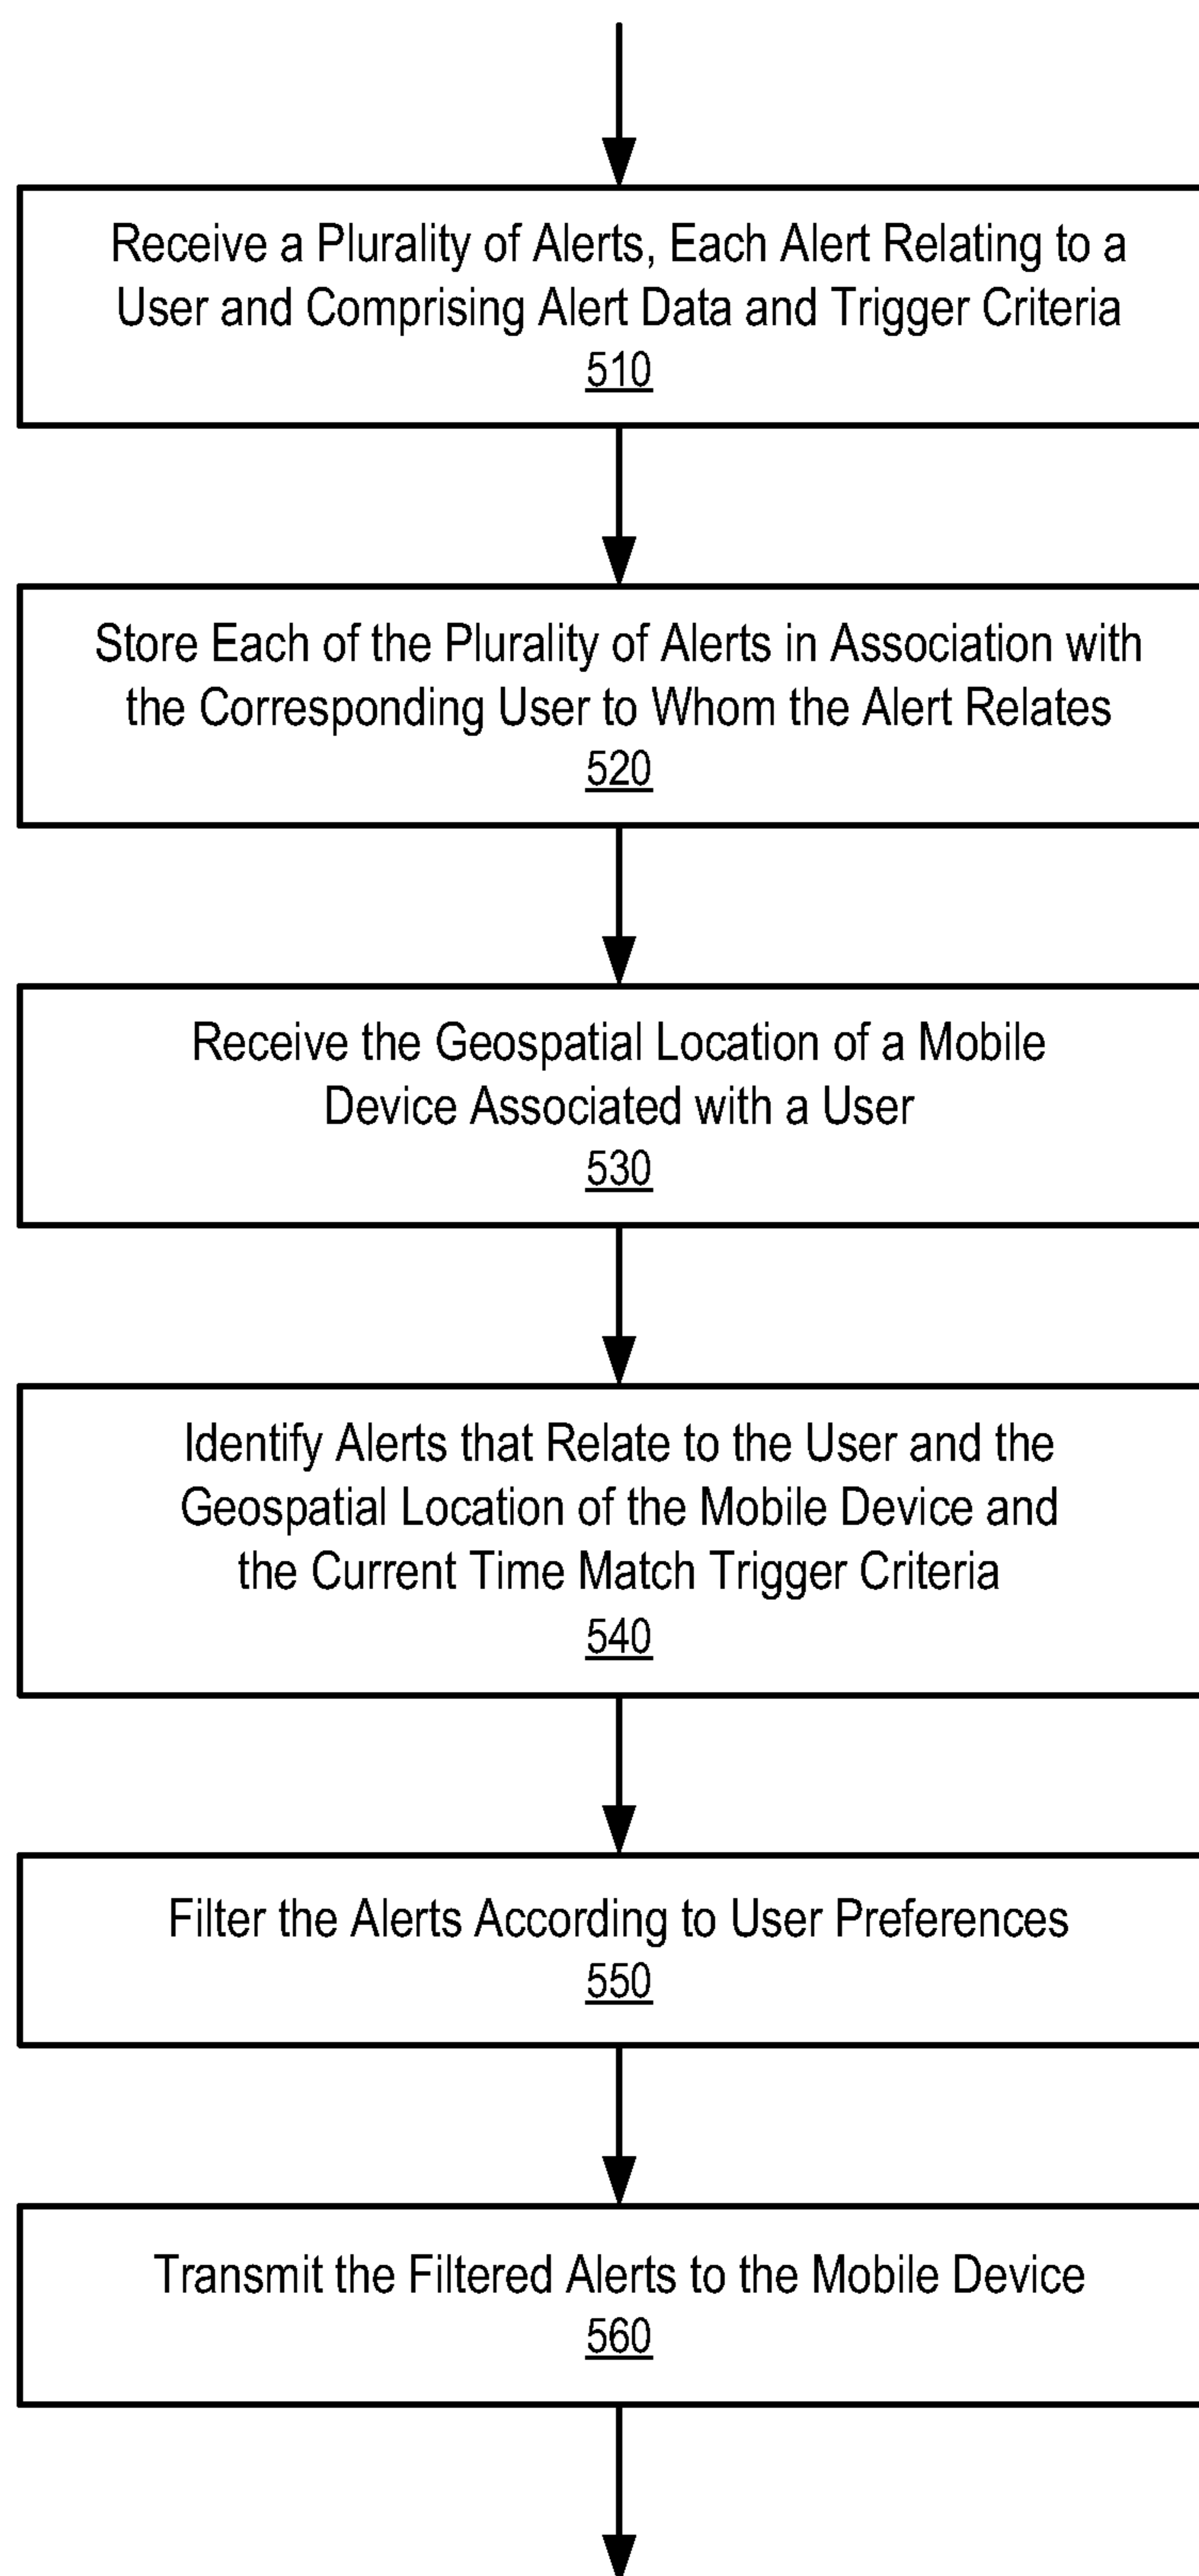 Receive a Plurality of Alerts, Each Alert Relating to a
User and Comprising Alert Data and Trigger Criteria
510
Store Each of the Plurality of Alerts in Association with
the Corresponding User to Whom the Alert Relates
520
Receive the Geospatial Location of a Mobile
Device Associated with a User
530
Identify Alerts that Relate to the User and the
Geospatial Location of the Mobile Device and
the Current Time Match Trigger Criteria
540
Filter the Alerts According to User Preferences
550
Transmit the Filtered Alerts to the Mobile Device
560